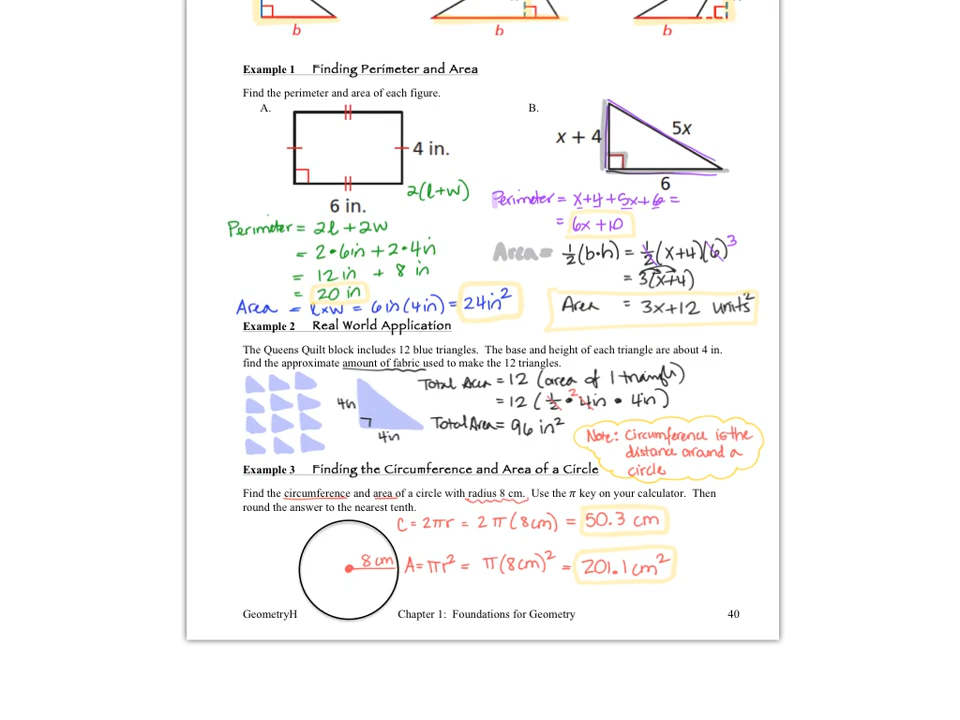 b b b
Example 1 Finding Perimeter and Area
Find the perimeter and area of each figure.
A. B.
x + 4 5x
4 in.
6
2(l+w)
6 in.
Perimeter = x+4+5x+6 =
= 6x+10
Perimeter = 2l+2w
= 2•6in+2•4in
= 12in + 8 in
= 20 in
Area = 1/2(b•h) = 1/2(x+4)(6) 3
= 3(x+4)
Area = 3x+12 units²
Area = lxw = 6in(4in) = 24in²
Example 2 Real World Application
The Queens Quilt block includes 12 blue triangles. The base and height of each triangle are about 4 in.
find the approximate amount of fabric used to make the 12 triangles.
4in
4in
Total Area = 12 (area of 1 triangle)
= 12 (1/2 • 4in • 4in) 2
Total Area = 96 in²
Note: Circumference is the
distance around a
circle
Example 3 Finding the Circumference and Area of a Circle
Find the circumference and area of a circle with radius 8 cm. Use the π key on your calculator. Then
round the answer to the nearest tenth.
C = 2πr = 2π(8cm) = 50.3 cm
8cm
A=πr² = π(8cm)² = 201.1cm²
GeometryH Chapter 1: Foundations for Geometry 40